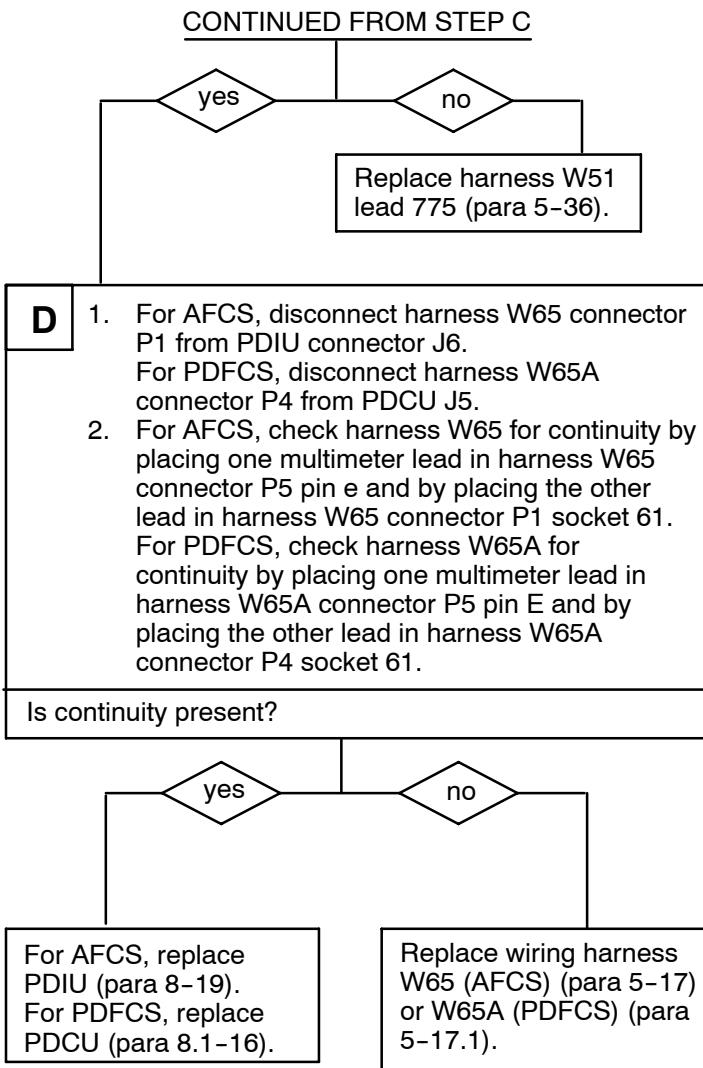 CONTINUED FROM STEP C
yes
no
Replace harness W51
lead 775 (para 5-36).
D
1. For AFCS, disconnect harness W65 connector
P1 from PDIU connector J6.
For PDFCS, disconnect harness W65A
connector P4 from PDCU J5.
2. For AFCS, check harness W65 for continuity by
placing one multimeter lead in harness W65
connector P5 pin e and by placing the other
lead in harness W65 connector P1 socket 61.
For PDFCS, check harness W65A for
continuity by placing one multimeter lead in
harness W65A connector P5 pin E and by
placing the other lead in harness W65A
connector P4 socket 61.
Is continuity present?
yes
no
For AFCS, replace
PDIU (para 8-19).
For PDFCS, replace
PDCU (para 8.1-16).
Replace wiring harness
W65 (AFCS) (para 5-17)
or W65A (PDFCS) (para
5-17.1).